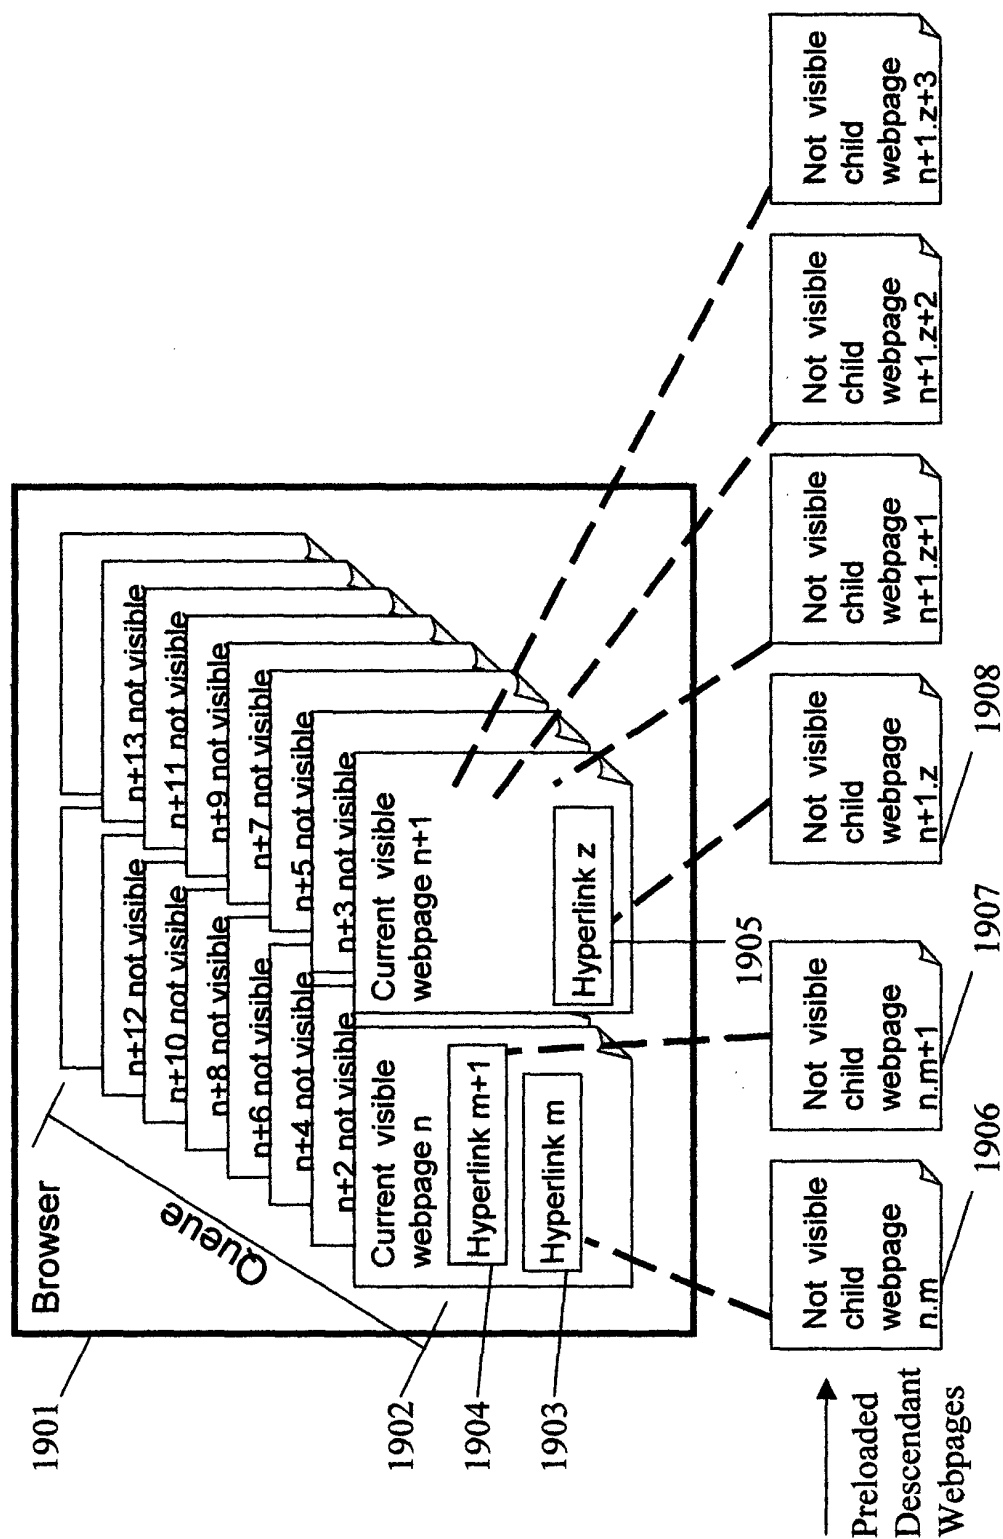 1901
Browser
Queue
n+12 not visible
n+13 not visible
n+10 not visible
n+11 not visible
n+8 not visible
n+9 not visible
n+6 not visible
n+7 not visible
n+4 not visible
n+5 not visible
n+2 not visible
n+3 not visible
1902
Current visible
webpage n
Current visible
webpage n+1
1904
Hyperlink m+1
1903
Hyperlink m
Hyperlink z
1905
Preloaded
Descendant
Webpages
Not visible
child
webpage
n.m
1906
Not visible
child
webpage
n.m+1
1907
Not visible
child
webpage
n+1.z
1908
Not visible
child
webpage
n+1.z+1
Not visible
child
webpage
n+1.z+2
Not visible
child
webpage
n+1.z+3